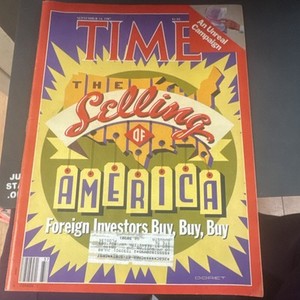 An Unreal
Campaign
TIME
THE
Selling
OF
AMERICA
Foreign Investors Buy, Buy, Buy